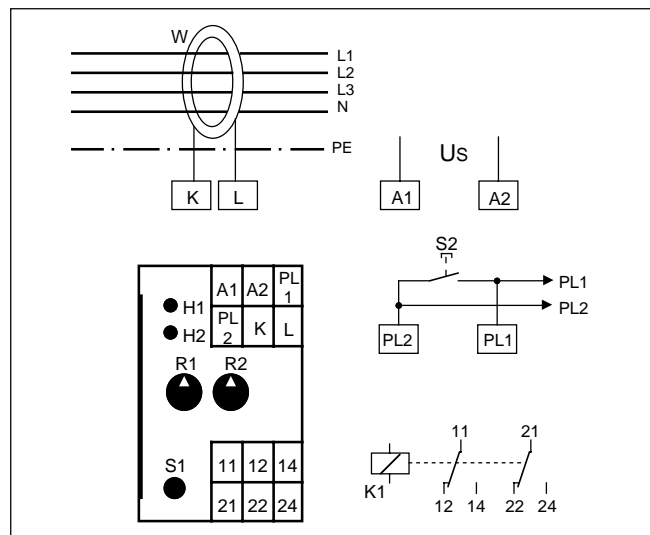 W
L1
L2
L3
N
PE
K L
Us
A1 A2
S2
PL1
PL2
PL2 PL1
H1
H2
A1 A2 PL 1
PL 2 K L
R1 R2
S1
11 12 14
21 22 24
K1
11 21
12 14 22 24